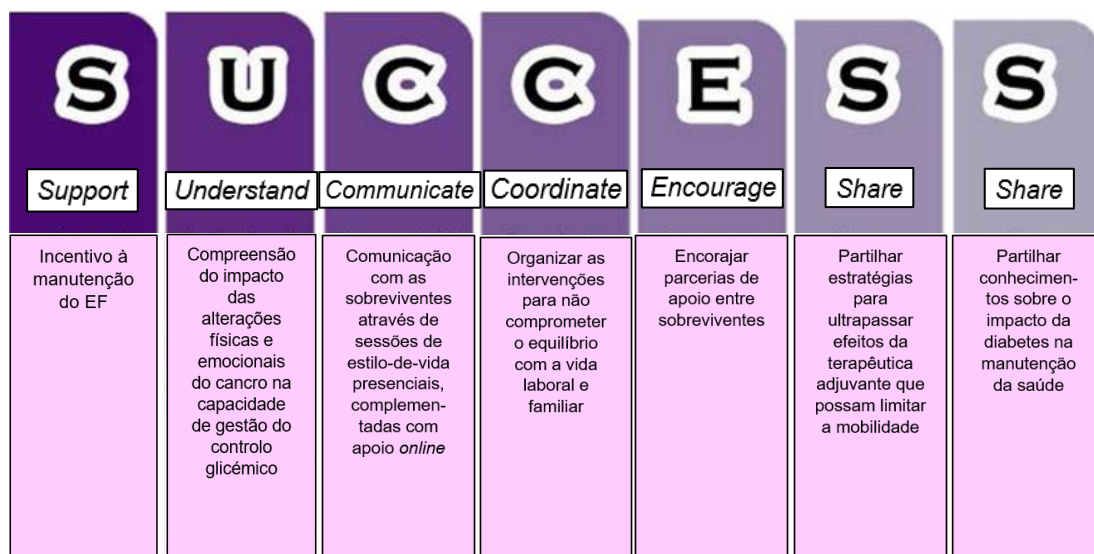 S
U
C
C
E
S
S
Support
Understand
Communicate
Coordinate
Encourage
Share
Share
Incentivo à
manutenção
do EF
Compreensão
do impacto
das
alterações
físicas e
emocionais
do cancro na
capacidade
de gestão do
controlo
glicémico
Comunicação
com as
sobreviventes
através de
sessões de
estilo-de-vida
presenciais,
complemen-
tadas com
apoio online
Organizar as
intervenções
para não
comprometer
o equilíbrio
com a vida
laboral e
familiar
Encorajar
parcerias de
apoio entre
sobreviventes
Partilhar
estratégias
para
ultrapassar
efeitos da
terapêutica
adjuvante que
possam limitar
a mobilidade
Partilhar
conhecimen-
tos sobre o
impacto da
diabetes na
manutenção
da saúde